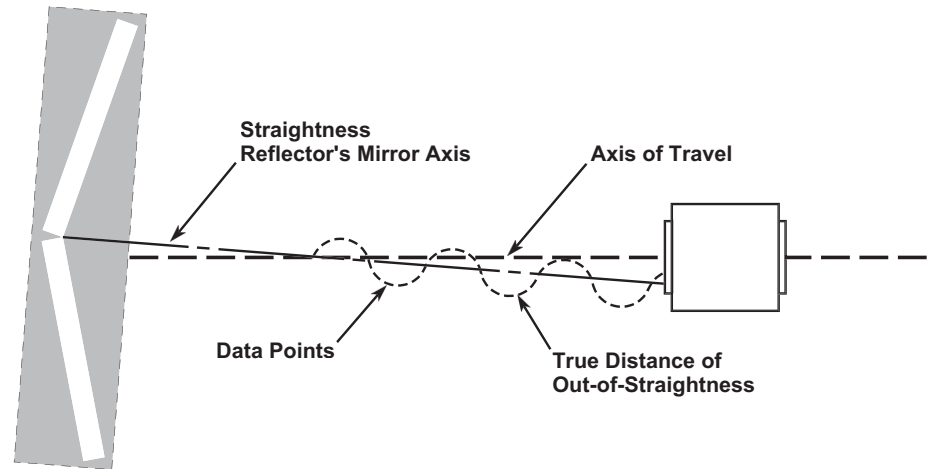 Straightness
Reflector's Mirror Axis
Axis of Travel
Data Points
True Distance of
Out-of-Straightness